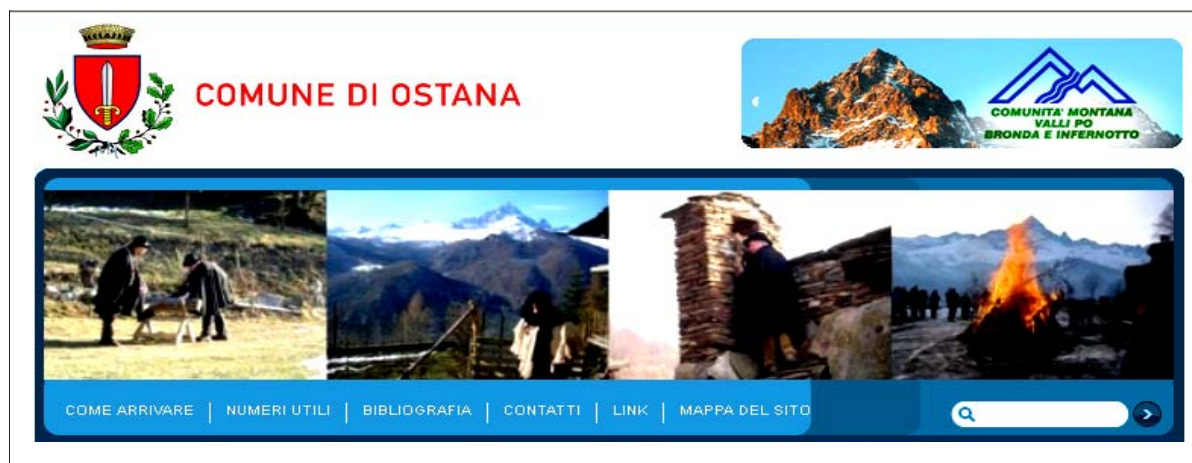 COMUNE DI OSTANA
COMUNITA' MONTANA
VALLI PO
BRONDA E INFERNOTTO
COME ARRIVARE | NUMERI UTILI | BIBLIOGRAFIA | CONTATTI | LINK | MAPPA DEL SITO